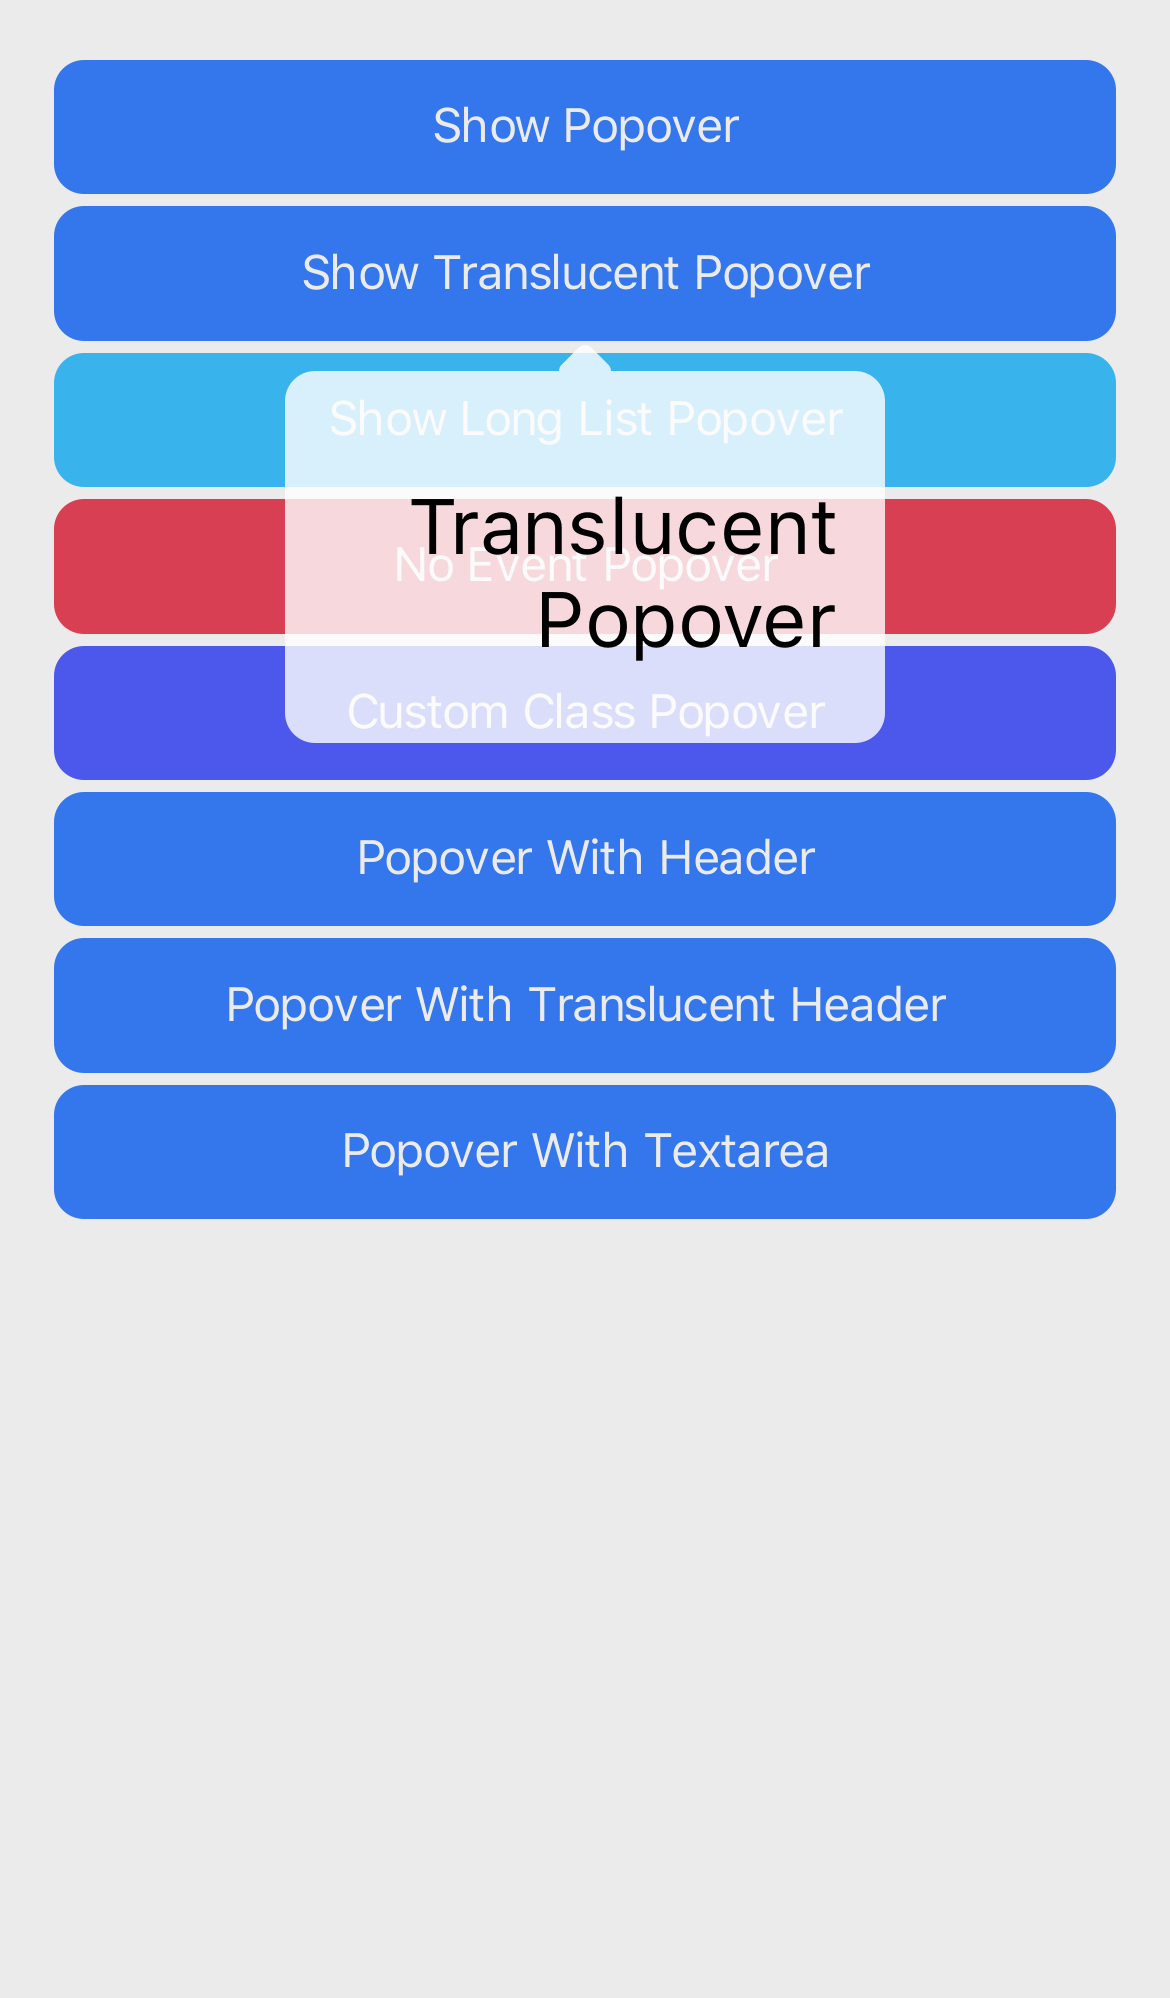 Show Popover
Show Translucent Popover
Show Long List Popover
Translucent
No Event Popover
Popover
Custom Class Popover
Popover With Header
Popover With Translucent Header
Popover With Textarea